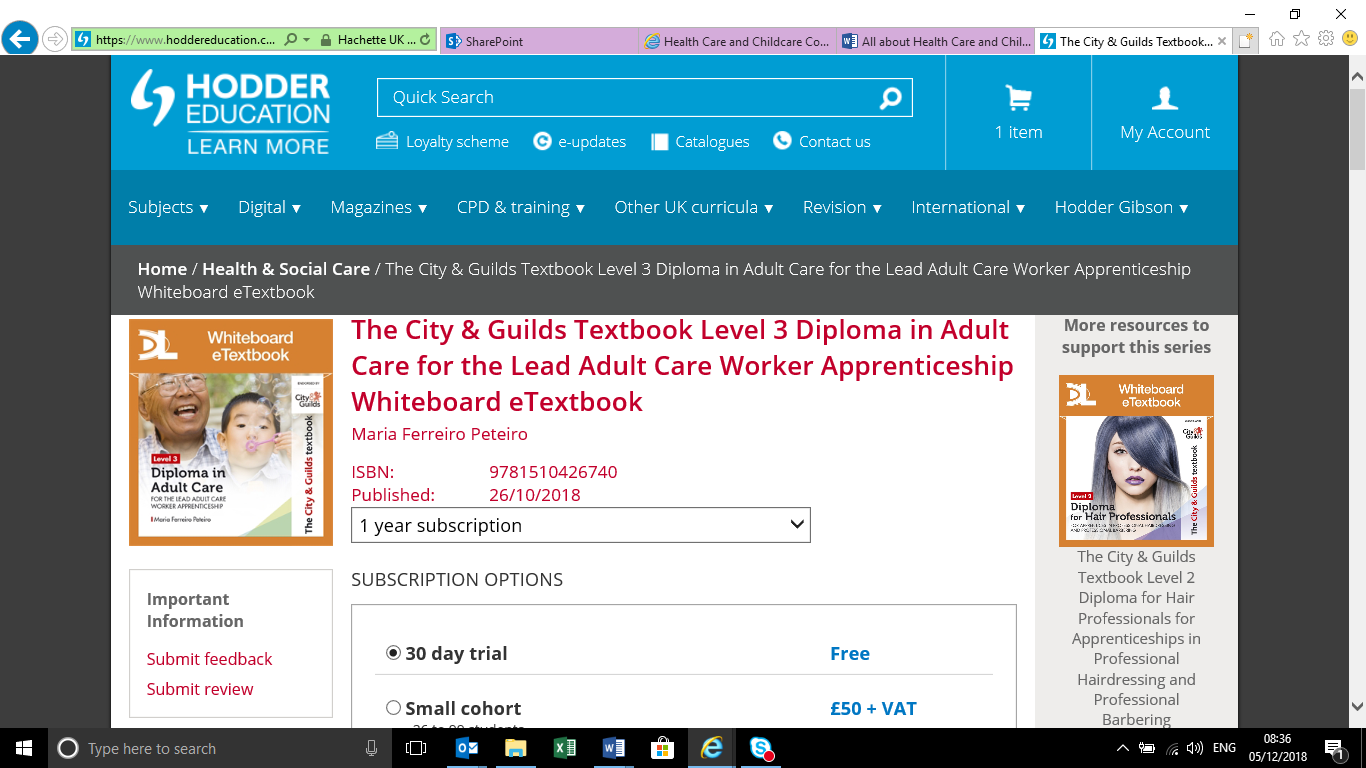 https://www.hoddereducation.c...
Hachette UK ...
SharePoint
Health Care and Childcare Co...
All about Health Care and Chil...
The City & Guilds Textbook...
HODDER
EDUCATION
LEARN MORE
Quick Search
Loyalty scheme
e-updates
Catalogues
Contact us
1 item
My Account
Subjects ▼
Digital ▼
Magazines ▼
CPD & training ▼
Other UK curricula ▼
Revision ▼
International ▼
Hodder Gibson ▼
Home / Health & Social Care / The City & Guilds Textbook Level 3 Diploma in Adult Care for the Lead Adult Care Worker Apprenticeship
Whiteboard eTextbook
DL
Whiteboard
eTextbook
City&
Guilds
Level 3
Diploma in
Adult Care
FOR THE LEAD ADULT CARE
WORKER APPRENTICESHIP
Maria Ferreiro Peteiro
The City & Guilds textbook
Important
Information
Submit feedback
Submit review
The City & Guilds Textbook Level 3 Diploma in Adult
Care for the Lead Adult Care Worker Apprenticeship
Whiteboard eTextbook
Maria Ferreiro Peteiro
ISBN: 9781510426740
Published: 26/10/2018
1 year subscription
SUBSCRIPTION OPTIONS
30 day trial Free
Small cohort £50 + VAT
More resources to
support this series
DL
Whiteboard
eTextbook
City&
Guilds
Level 2
Diploma
for Hair Professionals
The City & Guilds textbook
The City & Guilds
Textbook Level 2
Diploma for Hair
Professionals for
Apprenticeships in
Professional
Hairdressing and
Professional
Barbering
Type here to search
ENG
08:36
05/12/2018
1